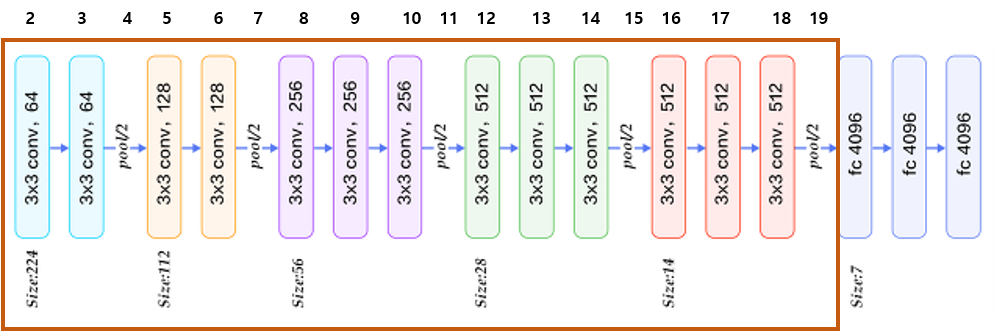 2 3 4 5 6 7 8 9 10 11 12 13 14 15 16 17 18 19
3x3 conv, 64
3x3 conv, 64
pool/2
3x3 conv, 128
3x3 conv, 128
pool/2
3x3 conv, 256
3x3 conv, 256
3x3 conv, 256
pool/2
3x3 conv, 512
3x3 conv, 512
3x3 conv, 512
pool/2
3x3 conv, 512
3x3 conv, 512
3x3 conv, 512
pool/2
fc 4096
fc 4096
fc 4096
Size:224
Size:112
Size:56
Size:28
Size:14
Size:7